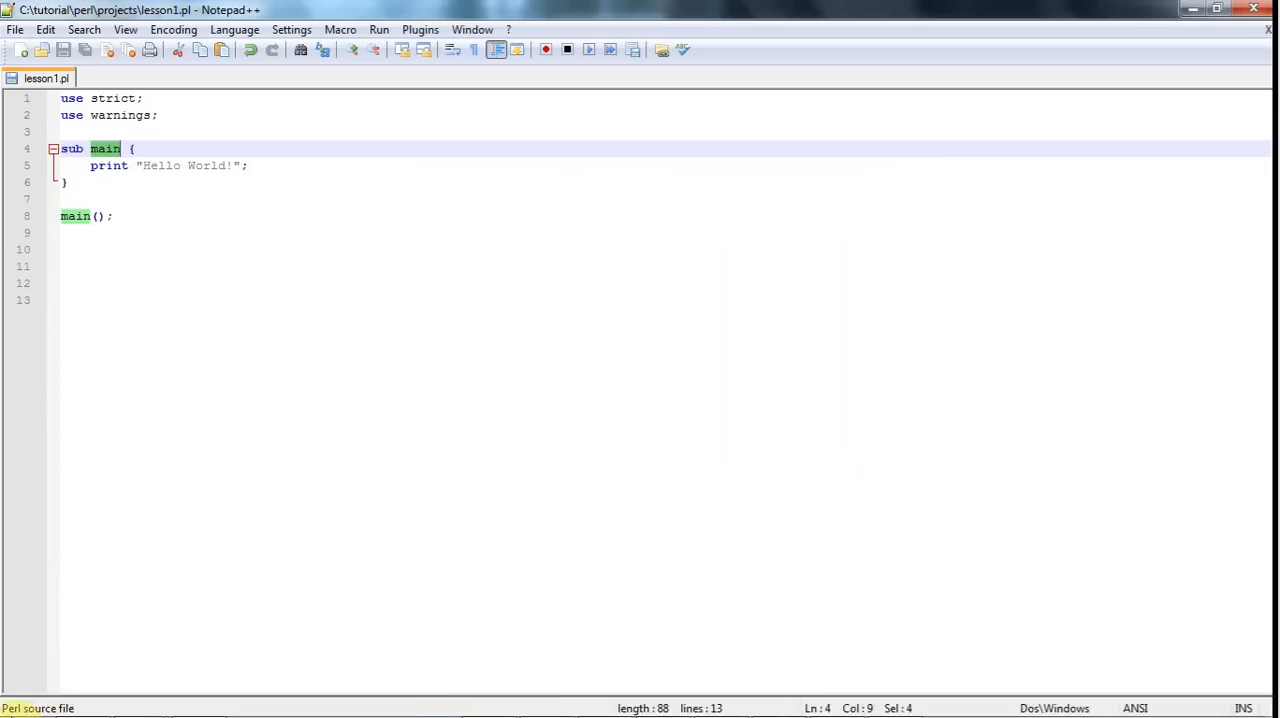 C:\tutorial\perl\projects\lesson1.pl - Notepad++
File Edit Search View Encoding Language Settings Macro Run Plugins Window ? X
lesson1.pl
1 use strict;
2 use warnings;
3
4 sub main {
5 print "Hello World!";
6 }
7
8 main();
9
10
11
12
13
Perl source file length : 88 lines : 13 Ln : 4 Col : 9 Sel : 4 Dos\Windows ANSI INS